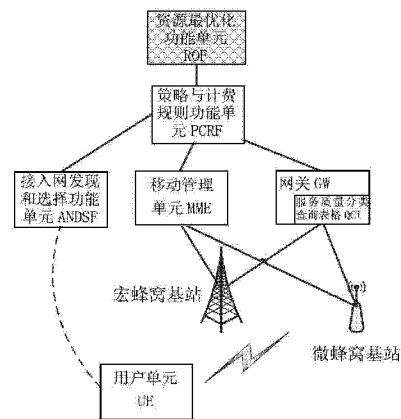 资源最优化
功能单元
ROF
策略与计费
规则功能单
元 PCRF
接入网发现
和选择功能
单元 ANDSF
移动管理
单元 MME
网关 GW
服务质量分类
查询表格 QCI
宏蜂窝基站
微蜂窝基站
用户单元
UE